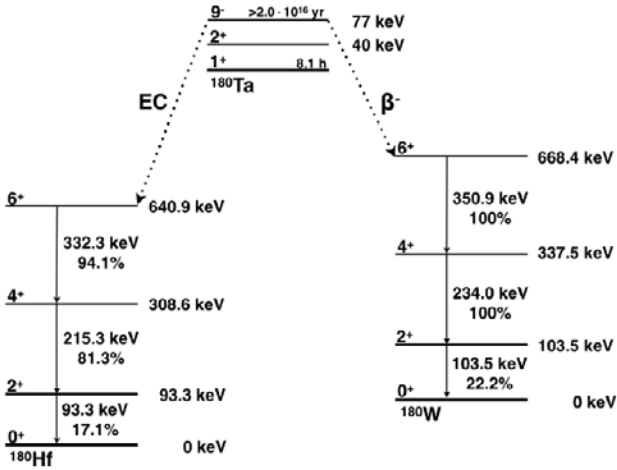 9⁻ >2.0 · 10¹⁶ yr 77 keV
2⁺ 40 keV
1⁺ 8.1 h
¹⁸⁰Ta
EC
β⁻
6⁺ 640.9 keV
332.3 keV
94.1%
4⁺ 308.6 keV
215.3 keV
81.3%
2⁺ 93.3 keV
93.3 keV
17.1%
0⁺ 0 keV
¹⁸⁰Hf
6⁺ 668.4 keV
350.9 keV
100%
4⁺ 337.5 keV
234.0 keV
100%
2⁺ 103.5 keV
103.5 keV
22.2%
0⁺ 0 keV
¹⁸⁰W